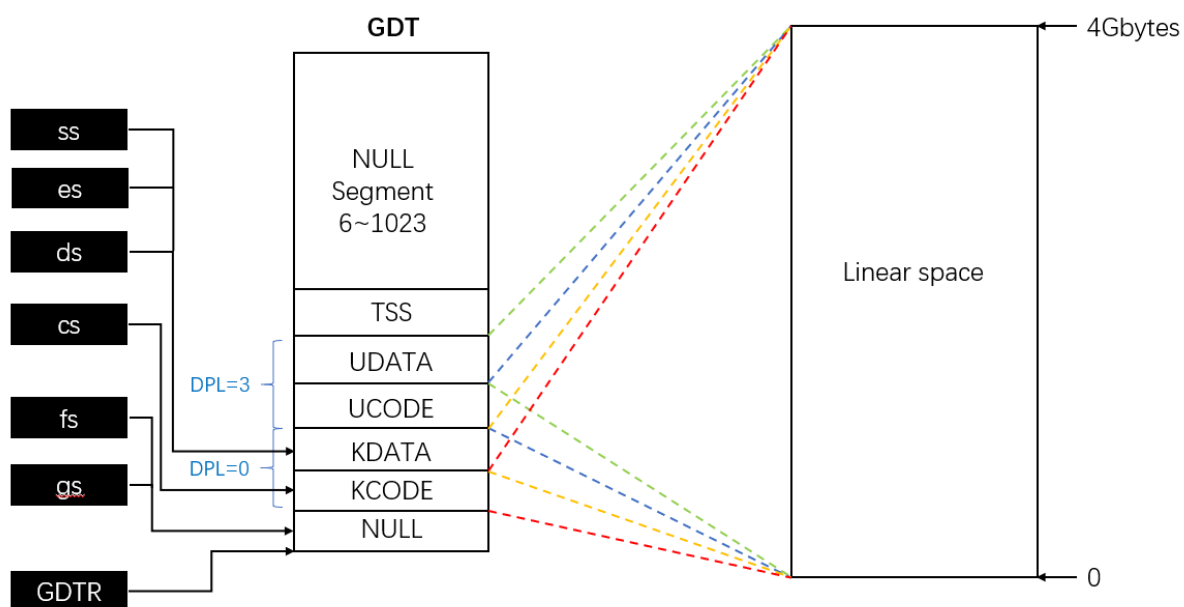 GDT
4Gbytes
ss
es
ds
cs
fs
gs
GDTR
NULL
Segment
6~1023
TSS
UDATA
UCODE
KDATA
KCODE
NULL
DPL=3
DPL=0
Linear space
0